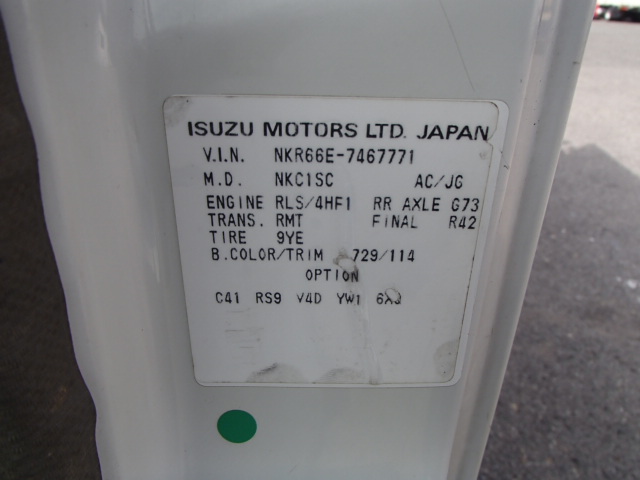 ISUZU MOTORS LTD. JAPAN
V.I.N. NKR66E-7467771
M.D. NKC1SC AC/JG
ENGINE RLS/4HF1 RR AXLE G73
TRANS. RMT FINAL R42
TIRE 9YE
B.COLOR/TRIM 729/114
OPTION
C41 RS9 V4D YW1